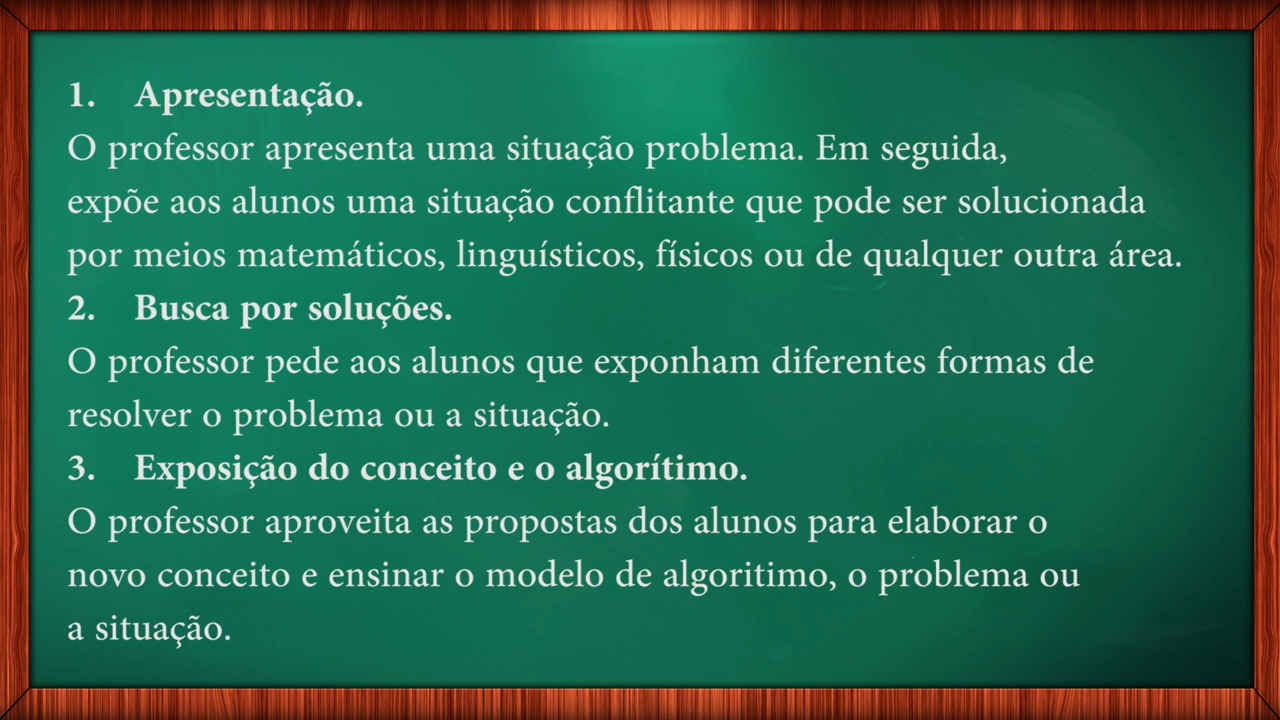 1. Apresentação.
O professor apresenta uma situação problema. Em seguida,
expõe aos alunos uma situação conflitante que pode ser solucionada
por meios matemáticos, linguísticos, físicos ou de qualquer outra área.
2. Busca por soluções.
O professor pede aos alunos que exponham diferentes formas de
resolver o problema ou a situação.
3. Exposição do conceito e o algorítimo.
O professor aproveita as propostas dos alunos para elaborar o
novo conceito e ensinar o modelo de algoritimo, o problema ou
a situação.